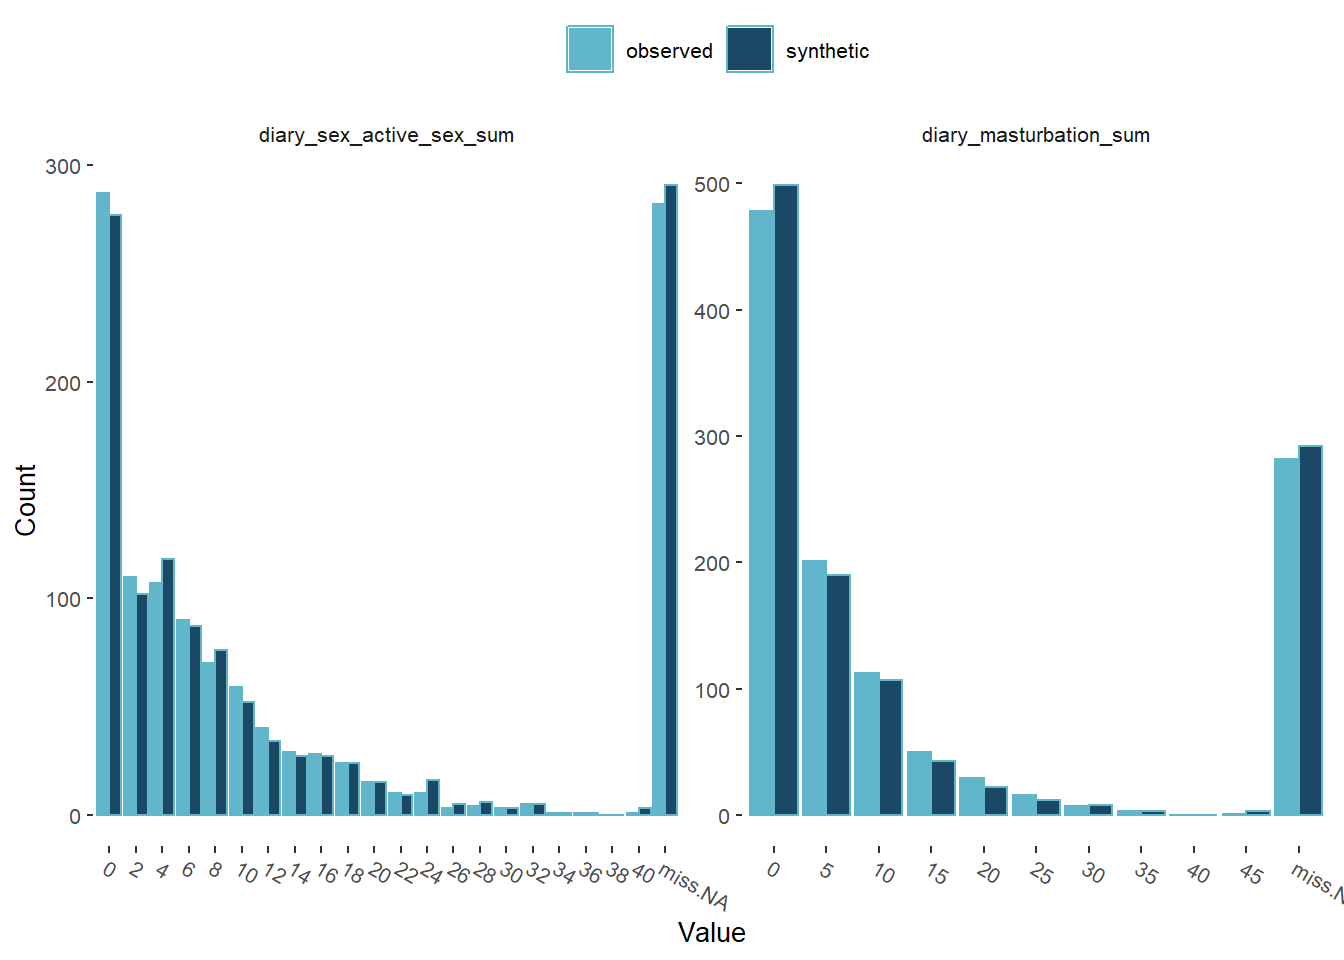 observed synthetic
diary_sex_active_sex_sum
diary_masturbation_sum
300
200
100
0
500
400
300
200
100
0
Count
0 2 4 6 8 10 12 14 16 18 20 22 24 26 28 30 32 34 36 38 40 miss.NA
0 5 10 15 20 25 30 35 40 45 miss.N
Value